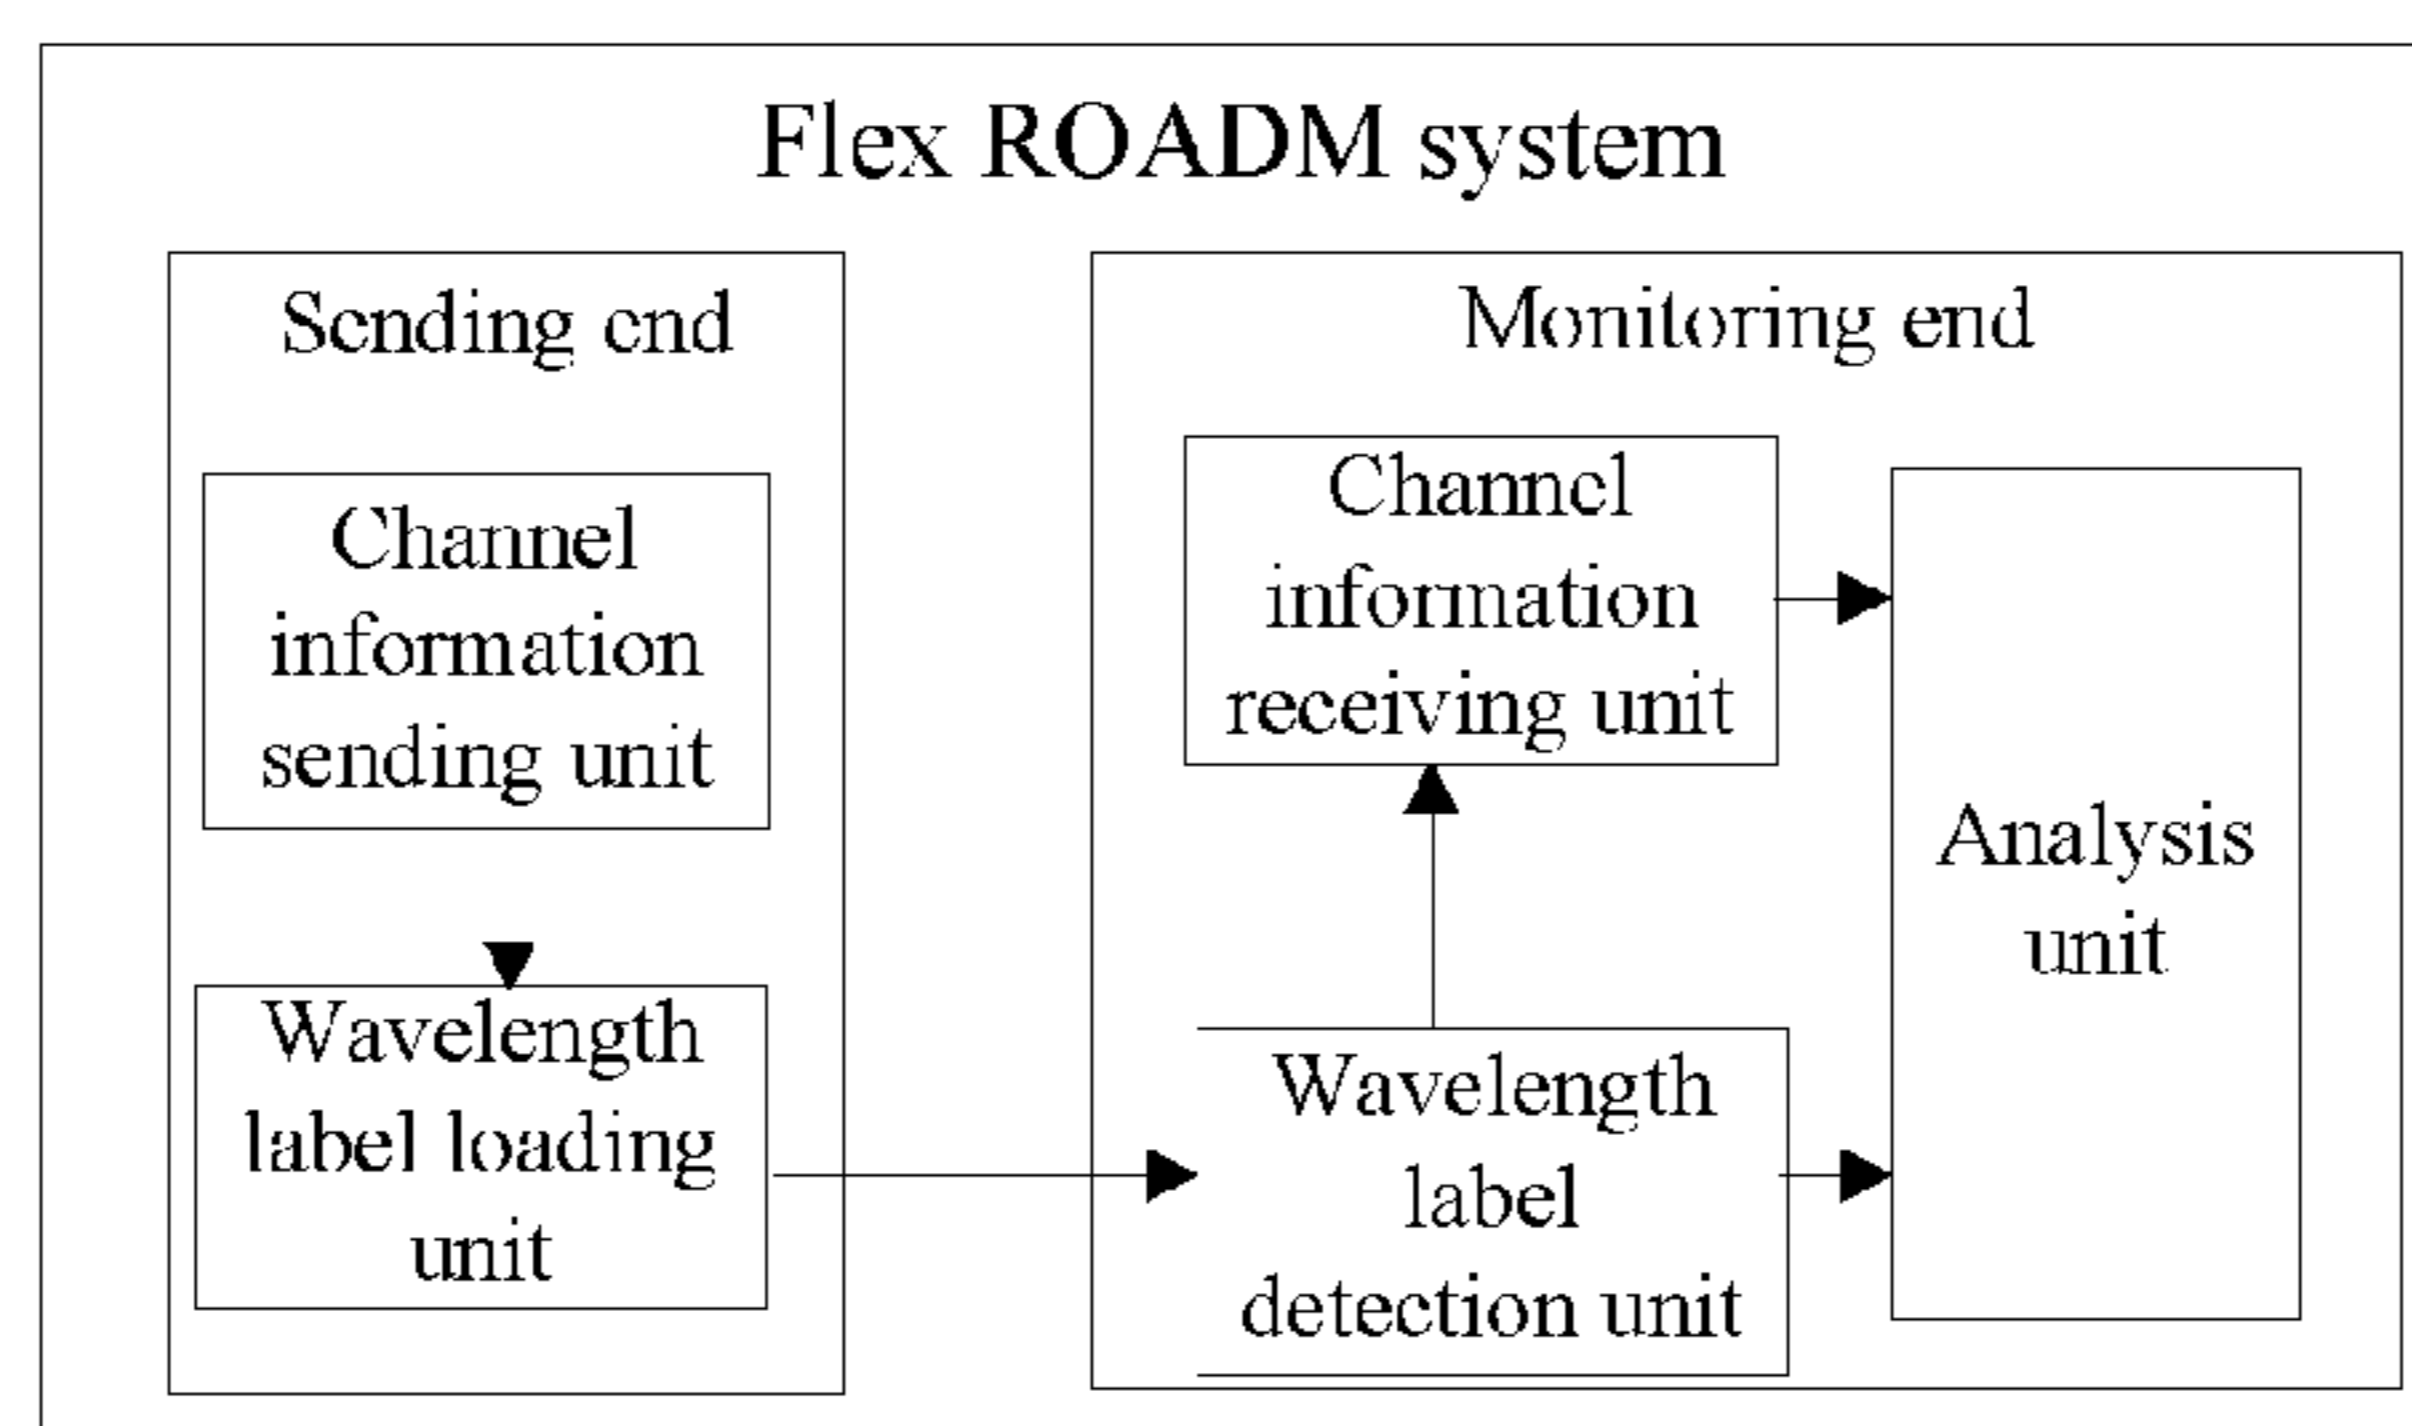 Flex ROADM system
Sending end
Channel
information
sending unit
Wavelength
label loading
unit
Monitoring end
Channel
information
receiving unit
Wavelength
label
detection unit
Analysis
unit